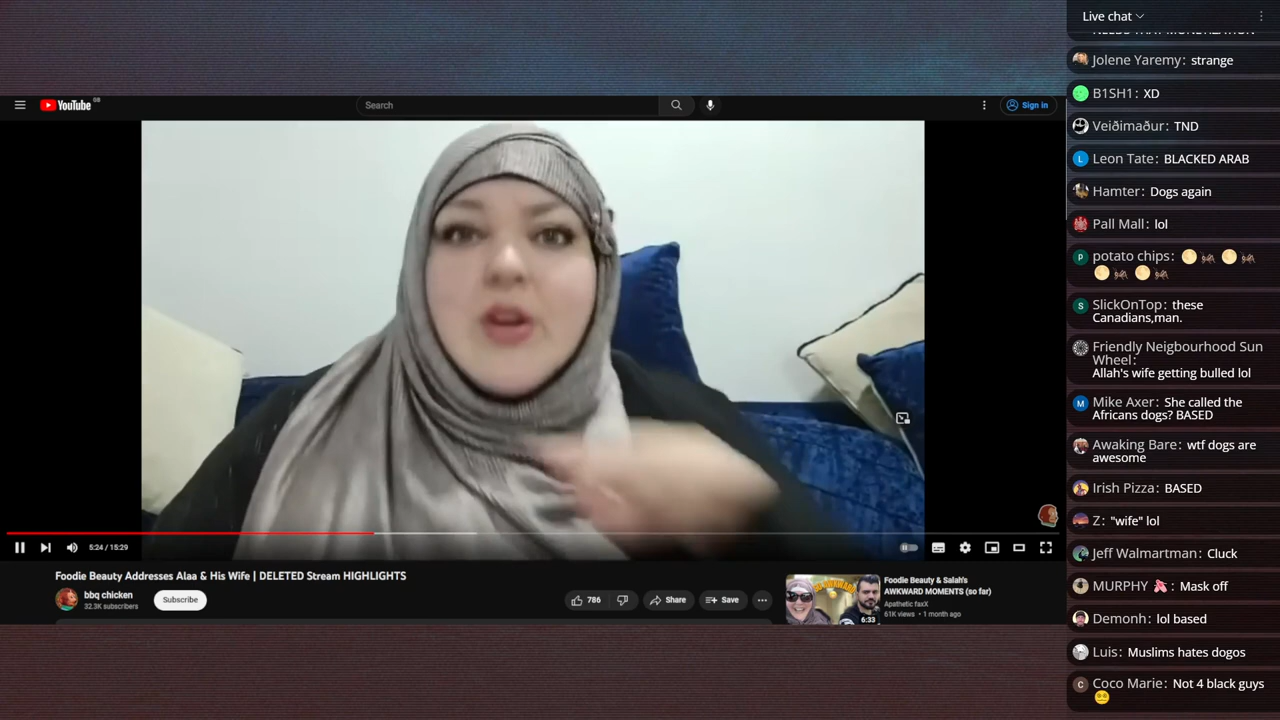 Live chat
NEEDS THAT MONETIZATION
YouTube GB
Search
Sign in
Jolene Yaremy: strange
B1SH1: XD
Veiðimaður: TND
Leon Tate: BLACKED ARAB
Hamter: Dogs again
Pall Mall: lol
potato chips:
SlickOnTop: these
Canadians,man.
Friendly Neigbourhood Sun
Wheel:
Allah's wife getting bulled lol
Mike Axer: She called the
Africans dogs? BASED
Awaking Bare: wtf dogs are
awesome
Irish Pizza: BASED
Z: "wife" lol
Jeff Walmartman: Cluck
MURPHY: Mask off
Demonh: lol based
Luis: Muslims hates dogos
Coco Marie: Not 4 black guys
5:24 / 15:29
Foodie Beauty Addresses Alaa & His Wife | DELETED Stream HIGHLIGHTS
bbq chicken
32.3K subscribers
Subscribe
786
Share
Save
Foodie Beauty & Salah's
AWKWARD MOMENTS (so far)
Apathetic faxX
61K views • 1 month ago
6:33